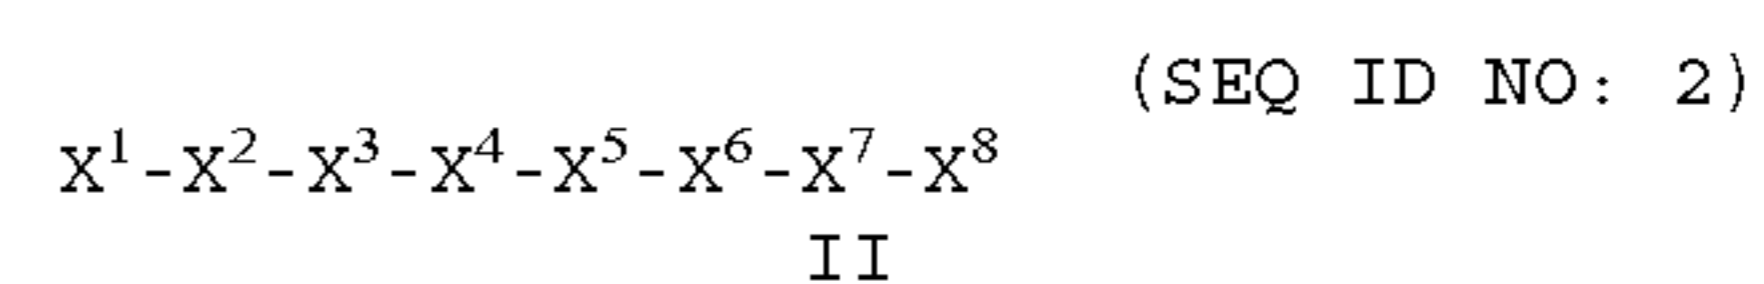 (SEQ ID NO: 2)
X¹-X²-X³-X⁴-X⁵-X⁶-X⁷-X⁸
II